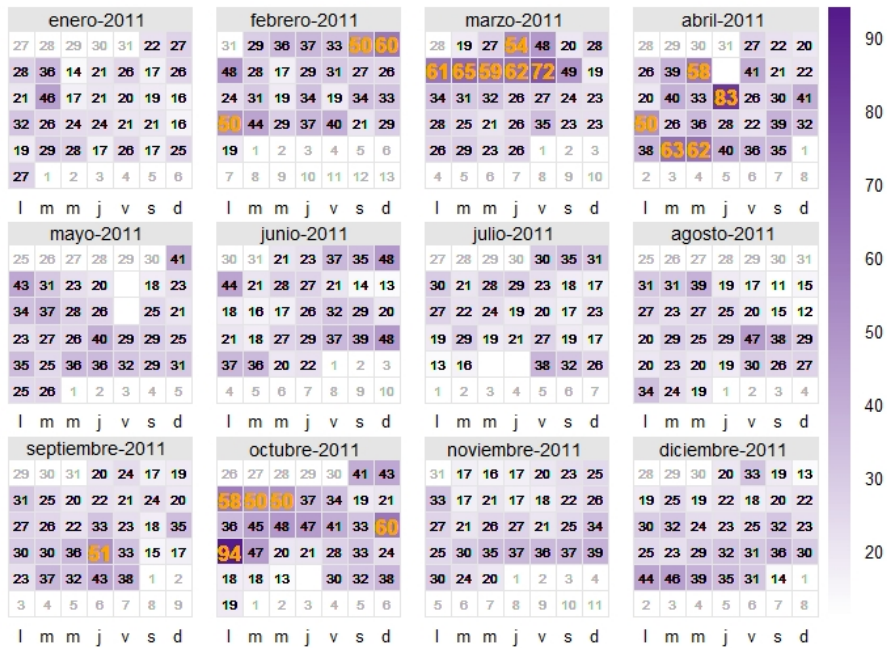 enero-2011 febrero-2011 marzo-2011 abril-2011
27 28 29 30 31 22 27 31 29 36 37 33 50 60 28 19 27 54 48 20 28 28 29 30 31 27 22 20 90
28 36 14 21 26 17 26 48 28 17 29 31 27 26 61 65 59 62 72 49 19 26 39 58 41 21 22
21 46 17 21 20 19 16 24 31 19 34 19 34 33 34 31 32 26 27 24 23 20 40 33 83 26 30 41 80
32 26 24 24 21 21 16 50 44 29 37 40 21 29 28 25 21 26 35 23 23 50 26 36 28 22 39 32
19 29 28 17 26 17 25 19 1 2 3 4 5 6 26 29 23 26 1 2 3 38 63 62 40 36 35 1
27 1 2 3 4 5 6 7 8 9 10 11 12 13 4 5 6 7 8 9 10 2 3 4 5 6 7 8 70
l m m j v s d l m m j v s d l m m j v s d l m m j v s d
mayo-2011 junio-2011 julio-2011 agosto-2011
25 26 27 28 29 30 41 30 31 21 23 37 35 48 27 28 29 30 30 35 31 25 26 27 28 29 30 31 60
43 31 23 20 18 23 44 21 28 27 21 14 13 30 21 28 29 23 30 23 31 31 39 19 17 11 15
34 37 28 26 25 21 18 16 17 26 32 29 20 27 22 24 19 20 17 23 27 23 27 25 20 15 12
23 27 26 40 29 29 25 21 18 27 29 37 39 48 19 29 19 21 27 19 17 20 29 25 29 47 38 29 50
35 25 36 36 32 29 31 37 36 20 22 1 2 3 13 16 38 32 26 20 23 20 19 30 26 27
25 26 1 2 3 4 5 4 5 6 7 8 9 10 1 2 3 4 5 6 7 34 24 19 1 2 3 4
l m m j v s d l m m j v s d l m m j v s d l m m j v s d 40
septiembre-2011 octubre-2011 noviembre-2011 diciembre-2011
29 30 31 20 24 17 19 26 27 28 29 30 41 43 31 17 16 17 20 23 25 28 29 30 20 33 19 13
31 25 20 22 21 24 20 58 50 50 37 34 19 21 33 17 21 17 18 22 26 19 25 19 22 18 20 22 30
27 26 22 33 23 18 35 36 45 48 47 41 33 60 27 21 26 27 21 25 34 30 32 24 23 25 32 23
30 30 36 51 33 15 17 94 47 20 21 28 33 24 25 30 35 37 36 37 39 25 23 29 32 31 36 30 20
23 37 32 43 38 1 2 18 18 13 30 32 38 30 24 20 1 2 3 4 44 46 39 35 31 14 1
3 4 5 6 7 8 9 19 1 2 3 4 5 6 5 6 7 8 9 10 11 2 3 4 5 6 7 8
l m m j v s d l m m j v s d l m m j v s d l m m j v s d